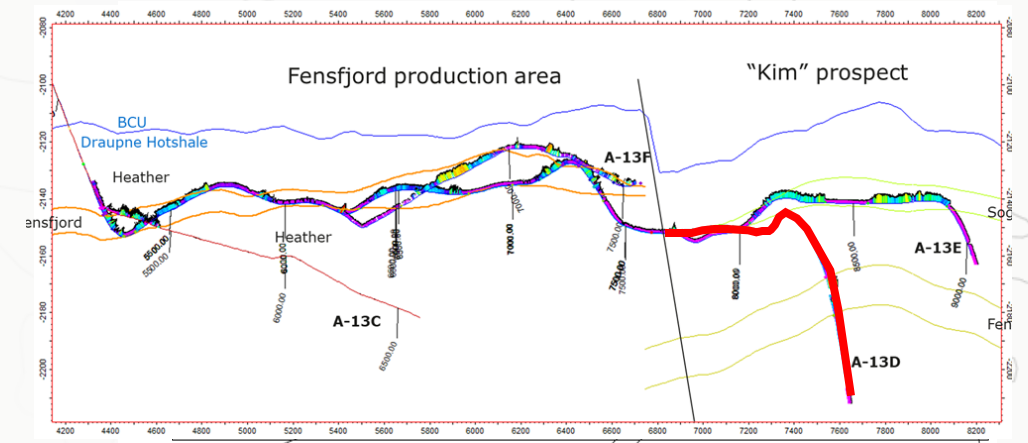 4200 4400 4600 4800 5000 5200 5400 5600 5800 6000 6200 6400 6600 6800 7000 7200 7400 7600 7800 8000 8200
-2080
-2100
-2120
-2140
-2160
-2180
-2200
Fensfjord production area
"Kim" prospect
BCU
Draupne Hotshale
Heather
ensfjord
Heather
A-13F
A-13E
A-13C
A-13D
Sog
Fen
5500.00
5500.00
6000.00
6000.00
6500.00
7000.00
7500.00
7500.00
8000.00
8500.00
9000.00
4200 4400 4600 4800 5000 5200 5400 5600 5800 6000 6200 6400 6600 6800 7000 7200 7400 7600 7800 8000 8200